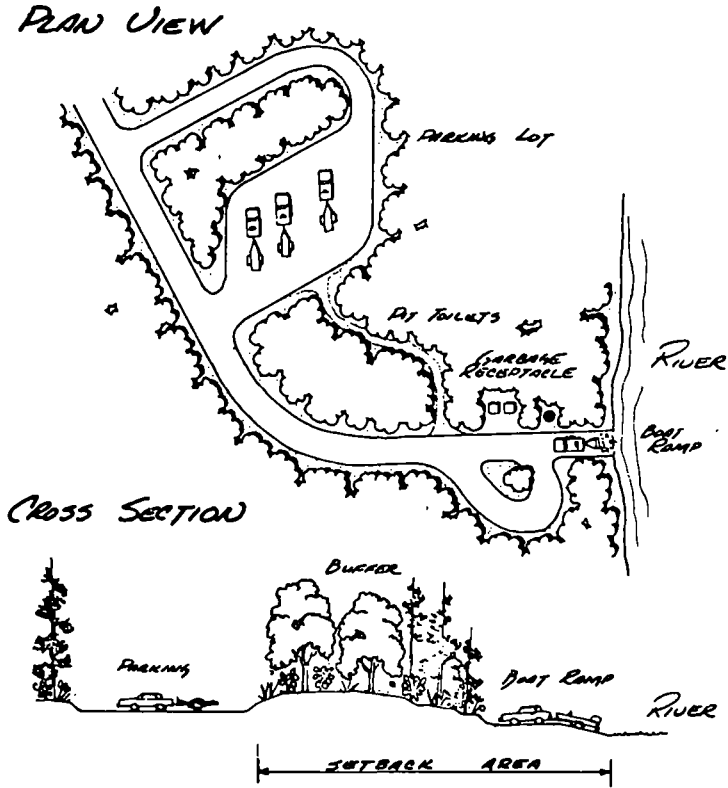 PLAN VIEW
PARKING LOT
PIT TOILETS
GARBAGE
RECEPTACLE
RIVER
BOAT
RAMP
CROSS SECTION
BUFFER
PARKING
BOAT RAMP
RIVER
SETBACK AREA